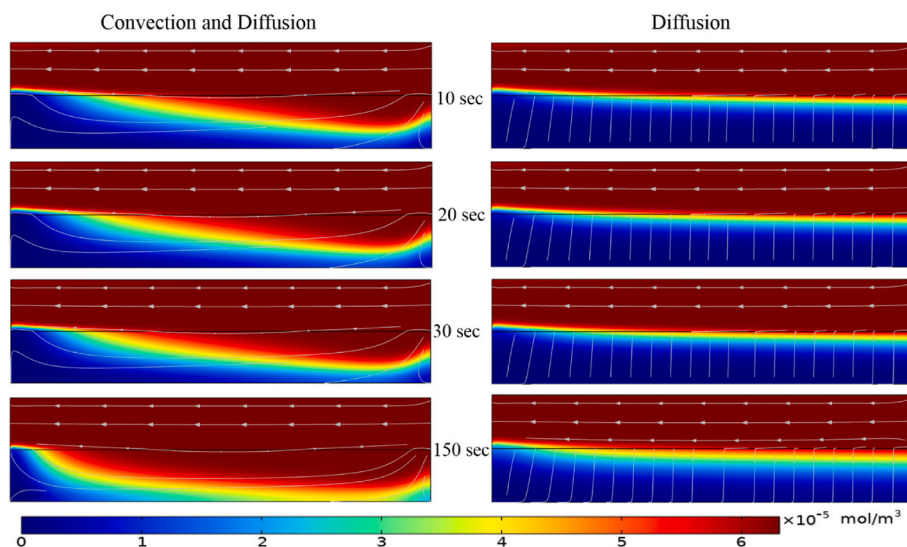 Convection and Diffusion
Diffusion
10 sec
20 sec
30 sec
150 sec
0 1 2 3 4 5 6 ×10⁻⁵ mol/m³